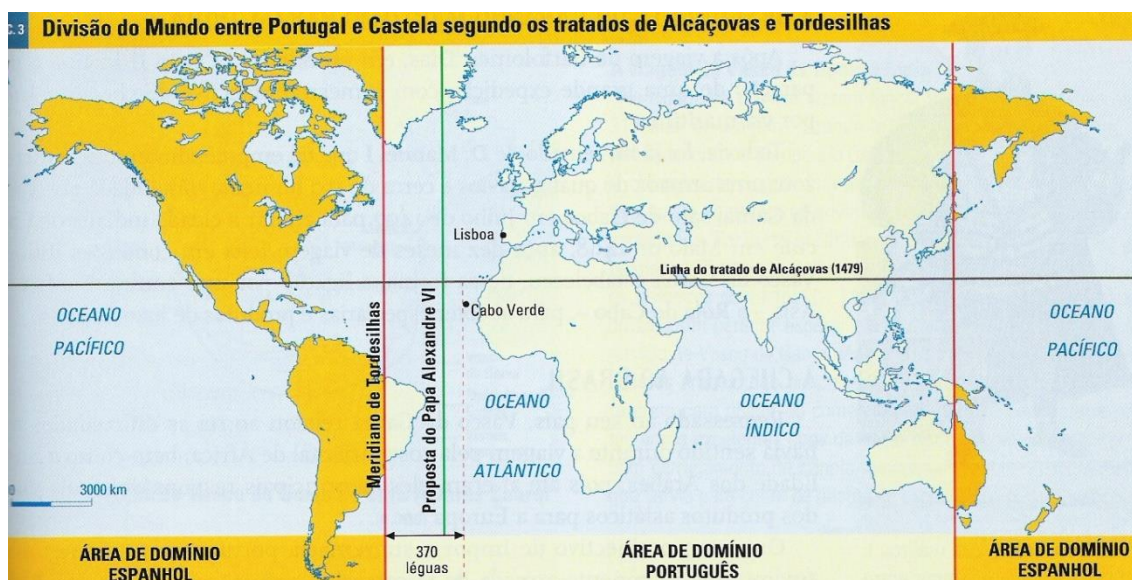 C. 3 Divisão do Mundo entre Portugal e Castela segundo os tratados de Alcáçovas e Tordesilhas
Lisboa
Linha do tratado de Alcáçovas (1479)
Cabo Verde
OCEANO
PACÍFICO
Meridiano de Tordesilhas
Proposta do Papa Alexandre VI
OCEANO
ATLÂNTICO
OCEANO
ÍNDICO
OCEANO
PACÍFICO
0 3000 km
ÁREA DE DOMÍNIO
ESPANHOL
370
léguas
ÁREA DE DOMÍNIO
PORTUGUÊS
ÁREA DE DOMÍNIO
ESPANHOL